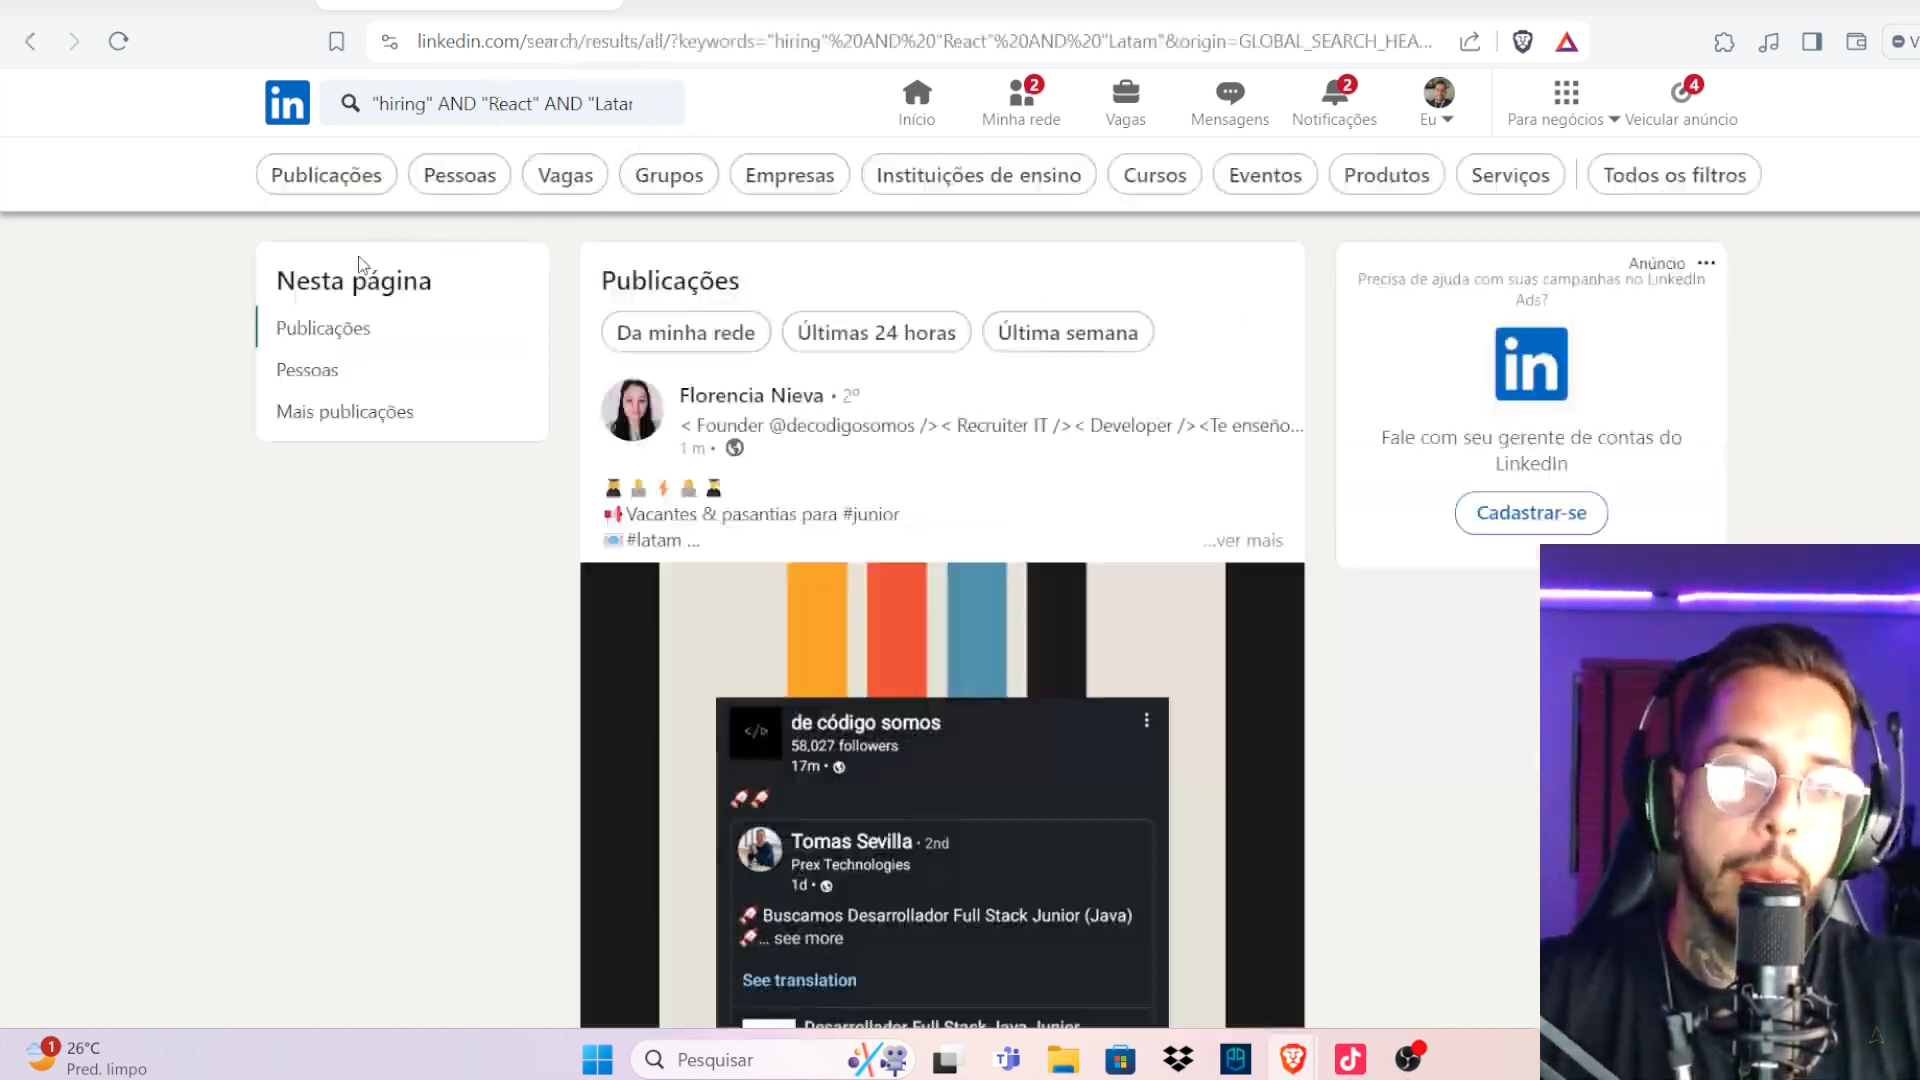 linkedin.com/search/results/all/?keywords="hiring"%20AND%20"React"%20AND%20"Latam"&origin=GLOBAL_SEARCH_HEA...
V
in
"hiring" AND "React" AND "Latar
Início
2
Minha rede
Vagas
Mensagens
2
Notificações
Eu
Para negócios
4
Veicular anúncio
Publicações
Pessoas
Vagas
Grupos
Empresas
Instituições de ensino
Cursos
Eventos
Produtos
Serviços
Todos os filtros
Nesta página
Publicações
Pessoas
Mais publicações
Publicações
Da minha rede
Últimas 24 horas
Última semana
Florencia Nieva • 2º
< Founder @decodigosomos /> < Recruiter IT /> < Developer /> <Te enseño...
1 m •
Vacantes & pasantias para #junior
#latam ...
...ver mais
de código somos
58,027 followers
17m •
Tomas Sevilla · 2nd
Prex Technologies
1d •
Buscamos Desarrollador Full Stack Junior (Java)
... see more
See translation
Desarrollador Full Stack Java Junior
Anúncio
Precisa de ajuda com suas campanhas no LinkedIn
Ads?
in
Fale com seu gerente de contas do
LinkedIn
Cadastrar-se
1
26°C
Pred. limpo
Pesquisar